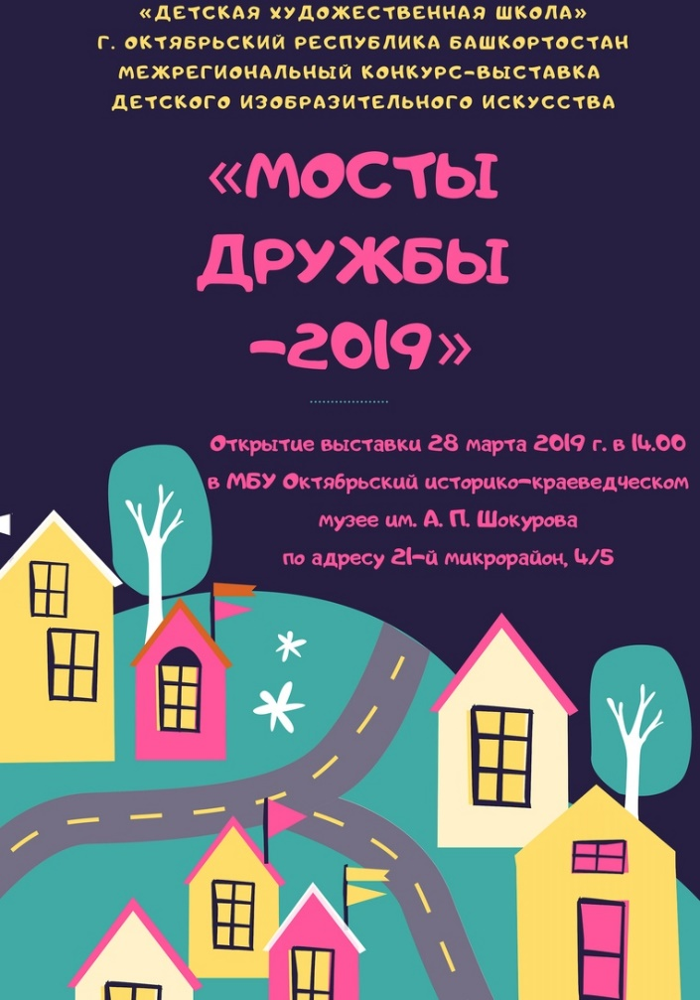 «ДЕТСКАЯ ХУДОЖЕСТВЕННАЯ ШКОЛА»
Г. ОКТЯБРЬСКИЙ РЕСПУБЛИКА БАШКОРТОСТАН
МЕЖРЕГИОНАЛЬНЫЙ КОНКУРС-ВЫСТАВКА
ДЕТСКОГО ИЗОБРАЗИТЕЛЬНОГО ИСКУССТВА
«МОСТЫ
ДРУЖБЫ
-2019»
Открытие выставки 28 марта 2019 г. в 14.00
в МБУ Октябрьский историко-краеведческом
музее им. А. П. Шокурова
по адресу 21-й микрорайон, 4/5